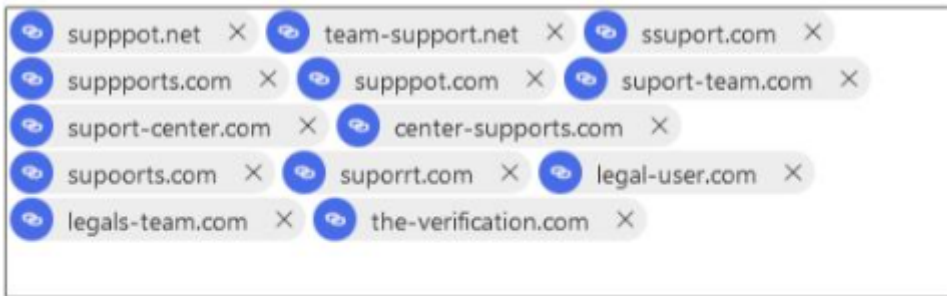 supppot.net × team-support.net × ssuport.com ×
suppports.com × supppot.com × suport-team.com ×
suport-center.com × center-supports.com ×
supoorts.com × suporrt.com × legal-user.com ×
legals-team.com × the-verification.com ×